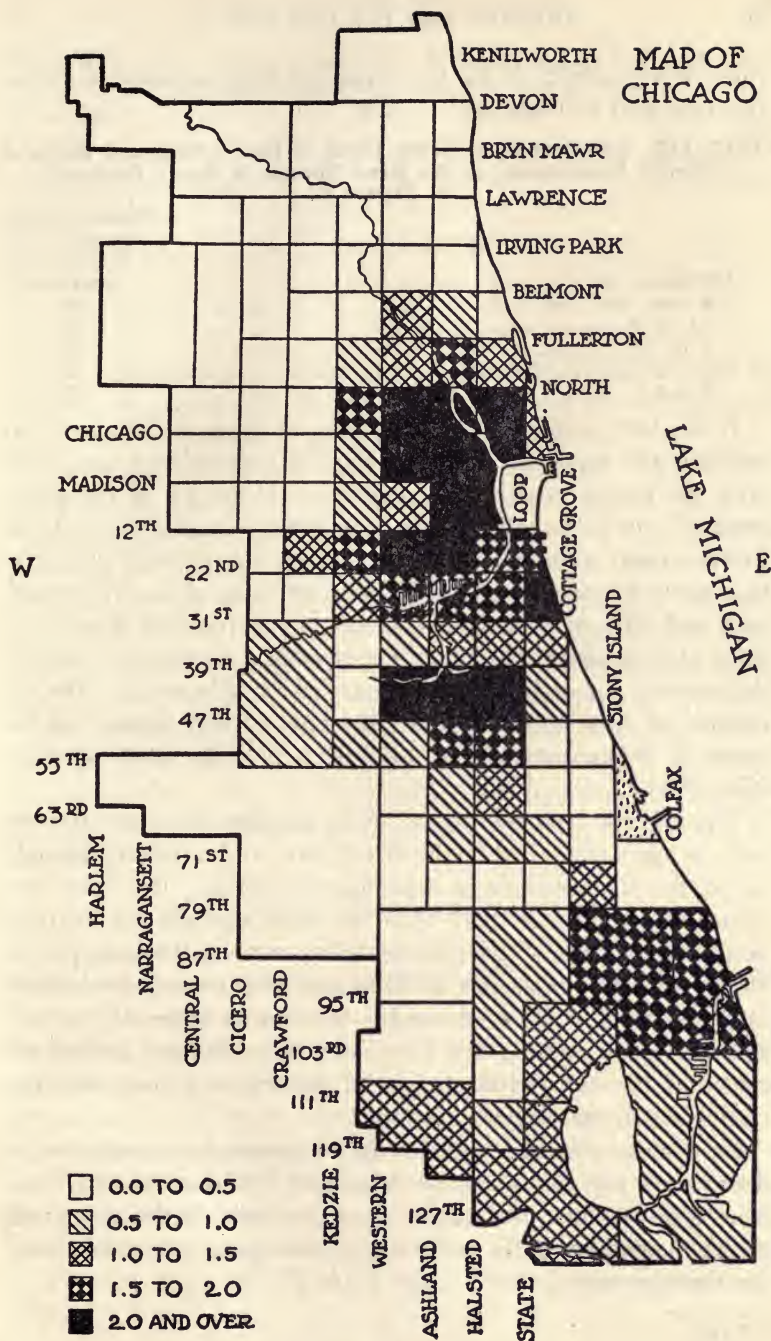 KENILWORTH
MAP OF
CHICAGO
DEVON
BRYN MAWR
LAWRENCE
IRVING PARK
BELMONT
FULLERTON
NORTH
CHICAGO
MADISON
12TH
LOOP
COTTAGE GROVE
LAKE MICHIGAN
W
E
22ND
31ST
39TH
47TH
STONY ISLAND
55TH
63RD
COLFAX
HARLEM
NARRAGANSETT
CENTRAL
CICERO
CRAWFORD
71ST
79TH
87TH
95TH
103RD
111TH
119TH
127TH
KEDZIE
WESTERN
ASHLAND
HALSTED
STATE
0.0 TO 0.5
0.5 TO 1.0
1.0 TO 1.5
1.5 TO 2.0
2.0 AND OVER